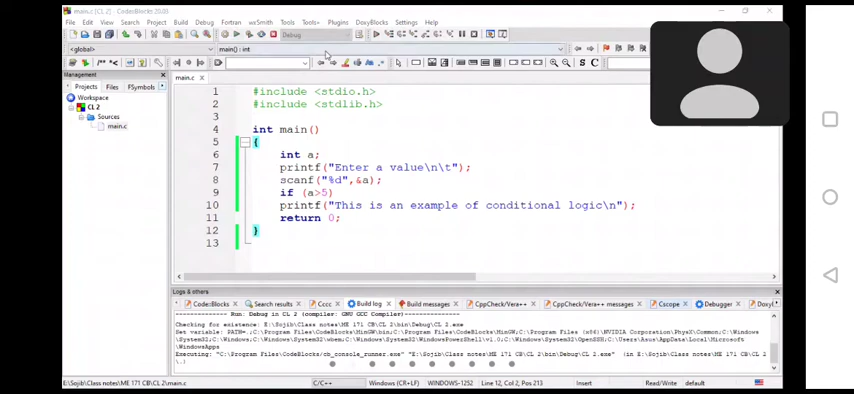 main.c [CL 2] - Code::Blocks 20.03
File Edit View Search Project Build Debug Fortran wxSmith Tools Tools+ Plugins DoxyBlocks Settings Help
Debug
<global> main() : int
Management
Projects Files FSymbols
Workspace
CL 2
Sources
main.c
main.c
1 #include <stdio.h>
2 #include <stdlib.h>
3
4 int main()
5 {
6 int a;
7 printf("Enter a value\n\t");
8 scanf("%d",&a);
9 if (a>5)
10 printf("This is an example of conditional logic\n");
11 return 0;
12 }
13
Logs & others
Code::Blocks Search results Cccc Build log Build messages CppCheck/Vera++ CppCheck/Vera++ messages Cscope Debugger
-------------- Run: Debug in CL 2 (compiler: GNU GCC Compiler)---------------
Checking for existence: E:\Sojib\Class notes\ME 171 CB\CL 2\bin\Debug\CL 2.exe
Set variable: PATH=.;C:\Program Files\CodeBlocks\MinGW\bin;C:\Program Files\CodeBlocks\MinGW;C:\Program Files (x86)\NVIDIA Corporation\PhysX\Common;C:\Windows\System32;C:\Windows;C:\Windows\System32\wbem;C:\Windows\System32\WindowsPowerShell\v1.0;C:\Windows\System32\OpenSSH;C:\Users\Asus\AppData\Local\Microsoft
\WindowsApps
Executing: "C:\Program Files\CodeBlocks/cb_console_runner.exe" "E:\Sojib\Class notes\ME 171 CB\CL 2\bin\Debug\CL 2.exe" (in E:\Sojib\Class notes\ME 171 CB\CL 2
\.)
E:\Sojib\Class notes\ME 171 CB\CL 2\main.c C/C++ Windows (CR+LF) WINDOWS-1252 Line 12, Col 2, Pos 213 Insert Read/Write default